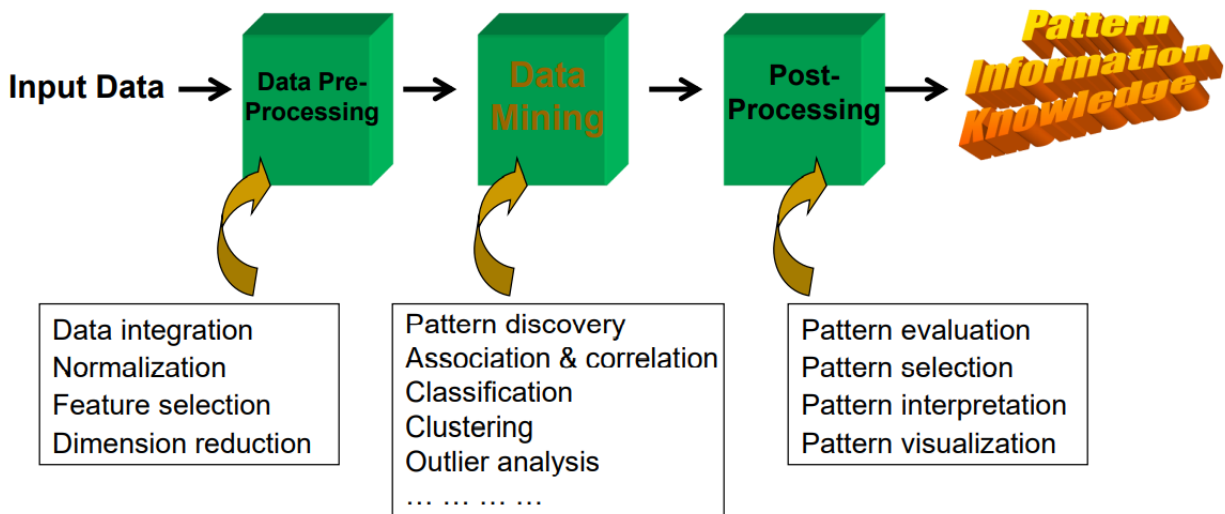 Input Data
Data Pre-
Processing
Data
Mining
Post-
Processing
Pattern
Information
Knowledge
Data integration
Normalization
Feature selection
Dimension reduction
Pattern discovery
Association & correlation
Classification
Clustering
Outlier analysis
… … … …
Pattern evaluation
Pattern selection
Pattern interpretation
Pattern visualization